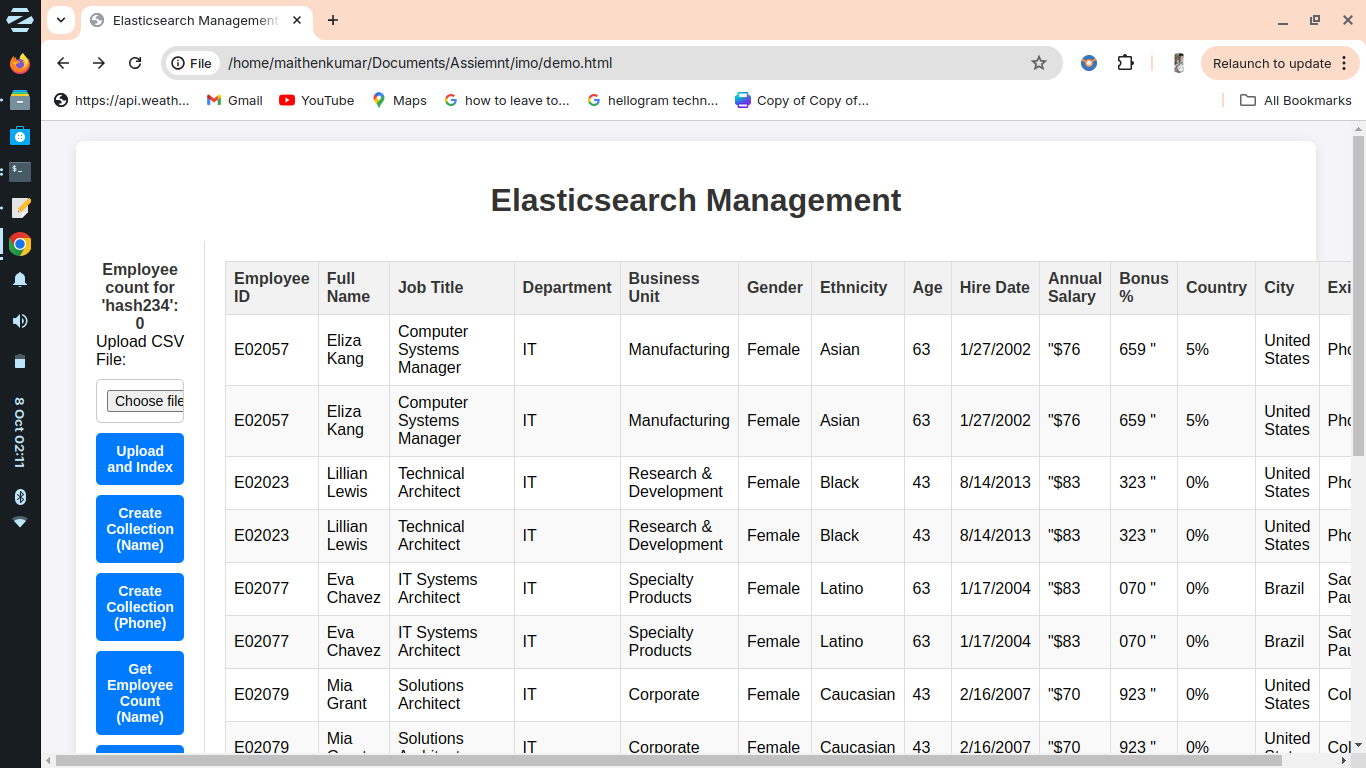 Elasticsearch Management
File
/home/maithenkumar/Documents/Assiemnt/imo/demo.html
Relaunch to update
https://api.weath...
Gmail
YouTube
Maps
how to leave to...
hellogram techn...
Copy of Copy of...
All Bookmarks
8 Oct 02:11
Elasticsearch Management
Employee
count for
'hash234':
0
Upload CSV
File:
Choose file
Upload
and Index
Create
Collection
(Name)
Create
Collection
(Phone)
Get
Employee
Count
(Name)
Employee ID Full Name Job Title Department Business Unit Gender Ethnicity Age Hire Date Annual Salary Bonus % Country City Exi
E02057 Eliza Kang Computer Systems Manager IT Manufacturing Female Asian 63 1/27/2002 "$76 659 " 5% United States Pho
E02057 Eliza Kang Computer Systems Manager IT Manufacturing Female Asian 63 1/27/2002 "$76 659 " 5% United States Pho
E02023 Lillian Lewis Technical Architect IT Research & Development Female Black 43 8/14/2013 "$83 323 " 0% United States Pho
E02023 Lillian Lewis Technical Architect IT Research & Development Female Black 43 8/14/2013 "$83 323 " 0% United States Pho
E02077 Eva Chavez IT Systems Architect IT Specialty Products Female Latino 63 1/17/2004 "$83 070 " 0% Brazil Sao Pau
E02077 Eva Chavez IT Systems Architect IT Specialty Products Female Latino 63 1/17/2004 "$83 070 " 0% Brazil Sao Pau
E02079 Mia Grant Solutions Architect IT Corporate Female Caucasian 43 2/16/2007 "$70 923 " 0% United States Col
E02079 Mia Solutions IT Corporate Female Caucasian 43 2/16/2007 "$70 923 " 0% United Col